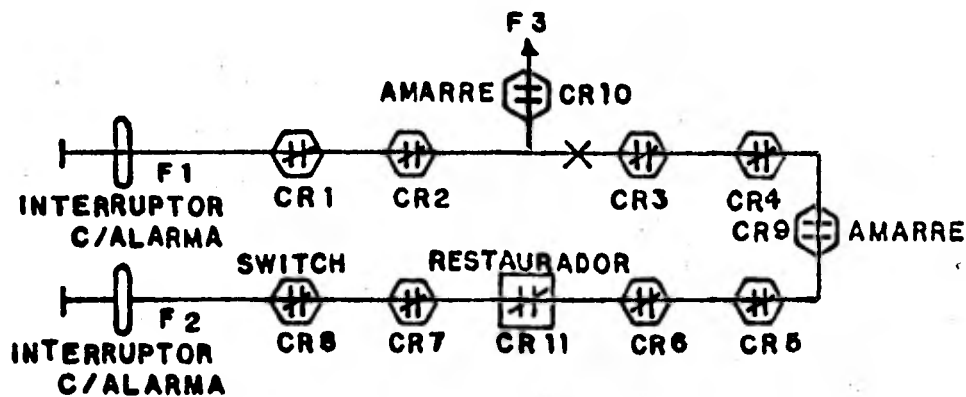 F3
AMARRE CR10
F1
INTERRUPTOR
C/ALARMA
CR1
CR2
CR3
CR4
CR9 AMARRE
SWITCH
RESTAURADOR
F2
INTERRUPTOR
C/ALARMA
CR8
CR7
CR11
CR6
CR5